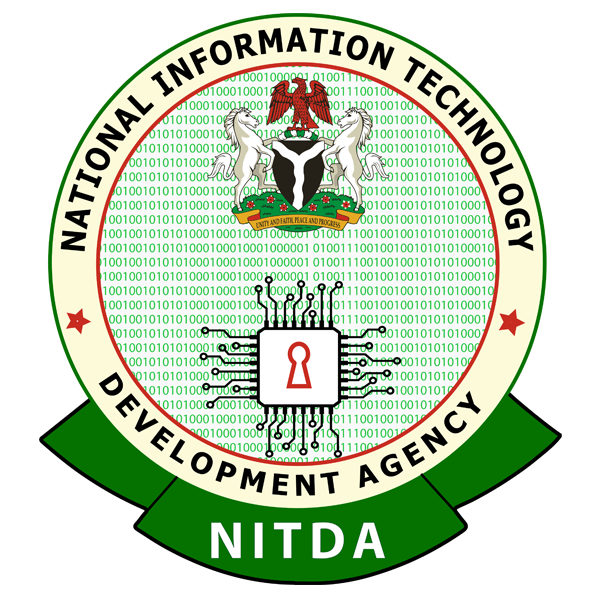 NATIONAL INFORMATION TECHNOLOGY
UNITY AND FAITH, PEACE AND PROGRESS
DEVELOPMENT AGENCY
NITDA